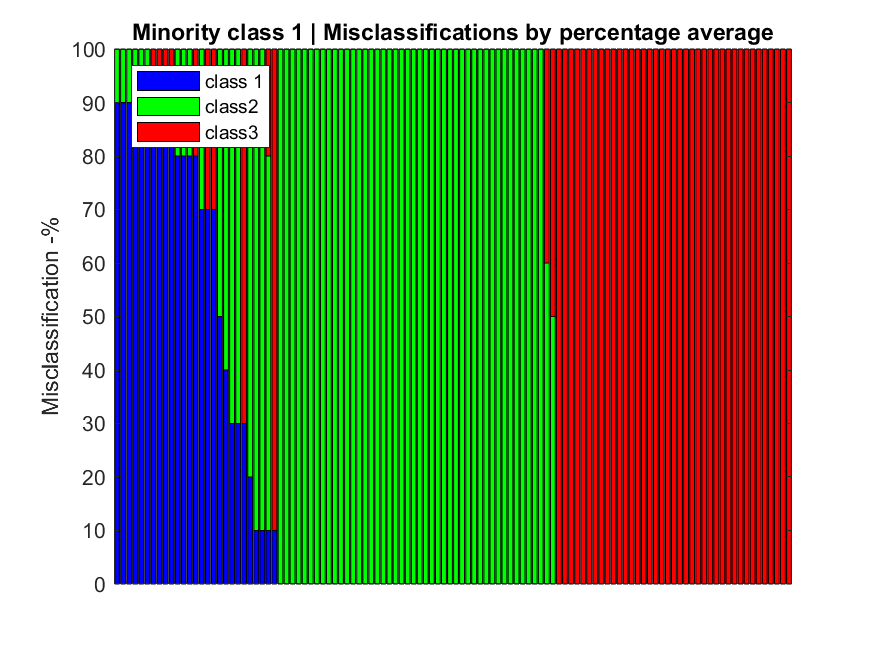 Minority class 1 | Misclassifications by percentage average
100
90
80
70
60
50
40
30
20
10
0
Misclassification -%
class 1
class2
class3